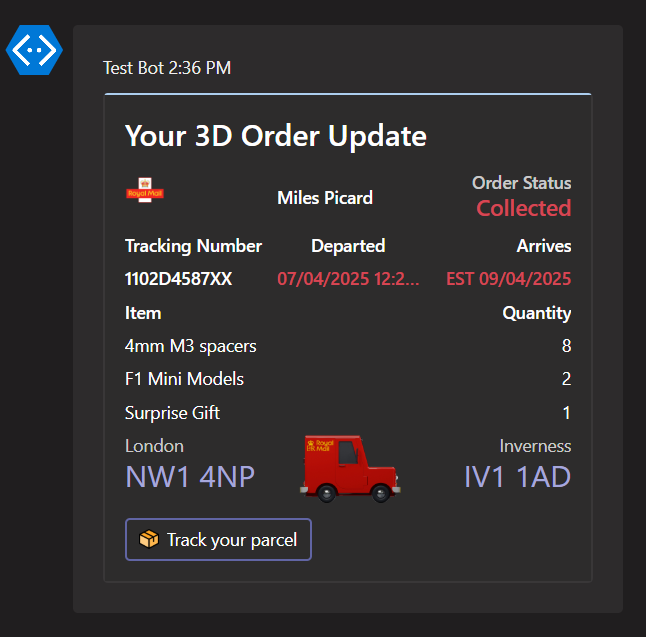 Test Bot 2:36 PM
Your 3D Order Update
Royal Mail
Miles Picard
Order Status
Collected
Tracking Number Departed Arrives
1102D4587XX 07/04/2025 12:2... EST 09/04/2025
Item Quantity
4mm M3 spacers 8
F1 Mini Models 2
Surprise Gift 1
London Inverness
Royal
Mail
NW1 4NP IV1 1AD
Track your parcel